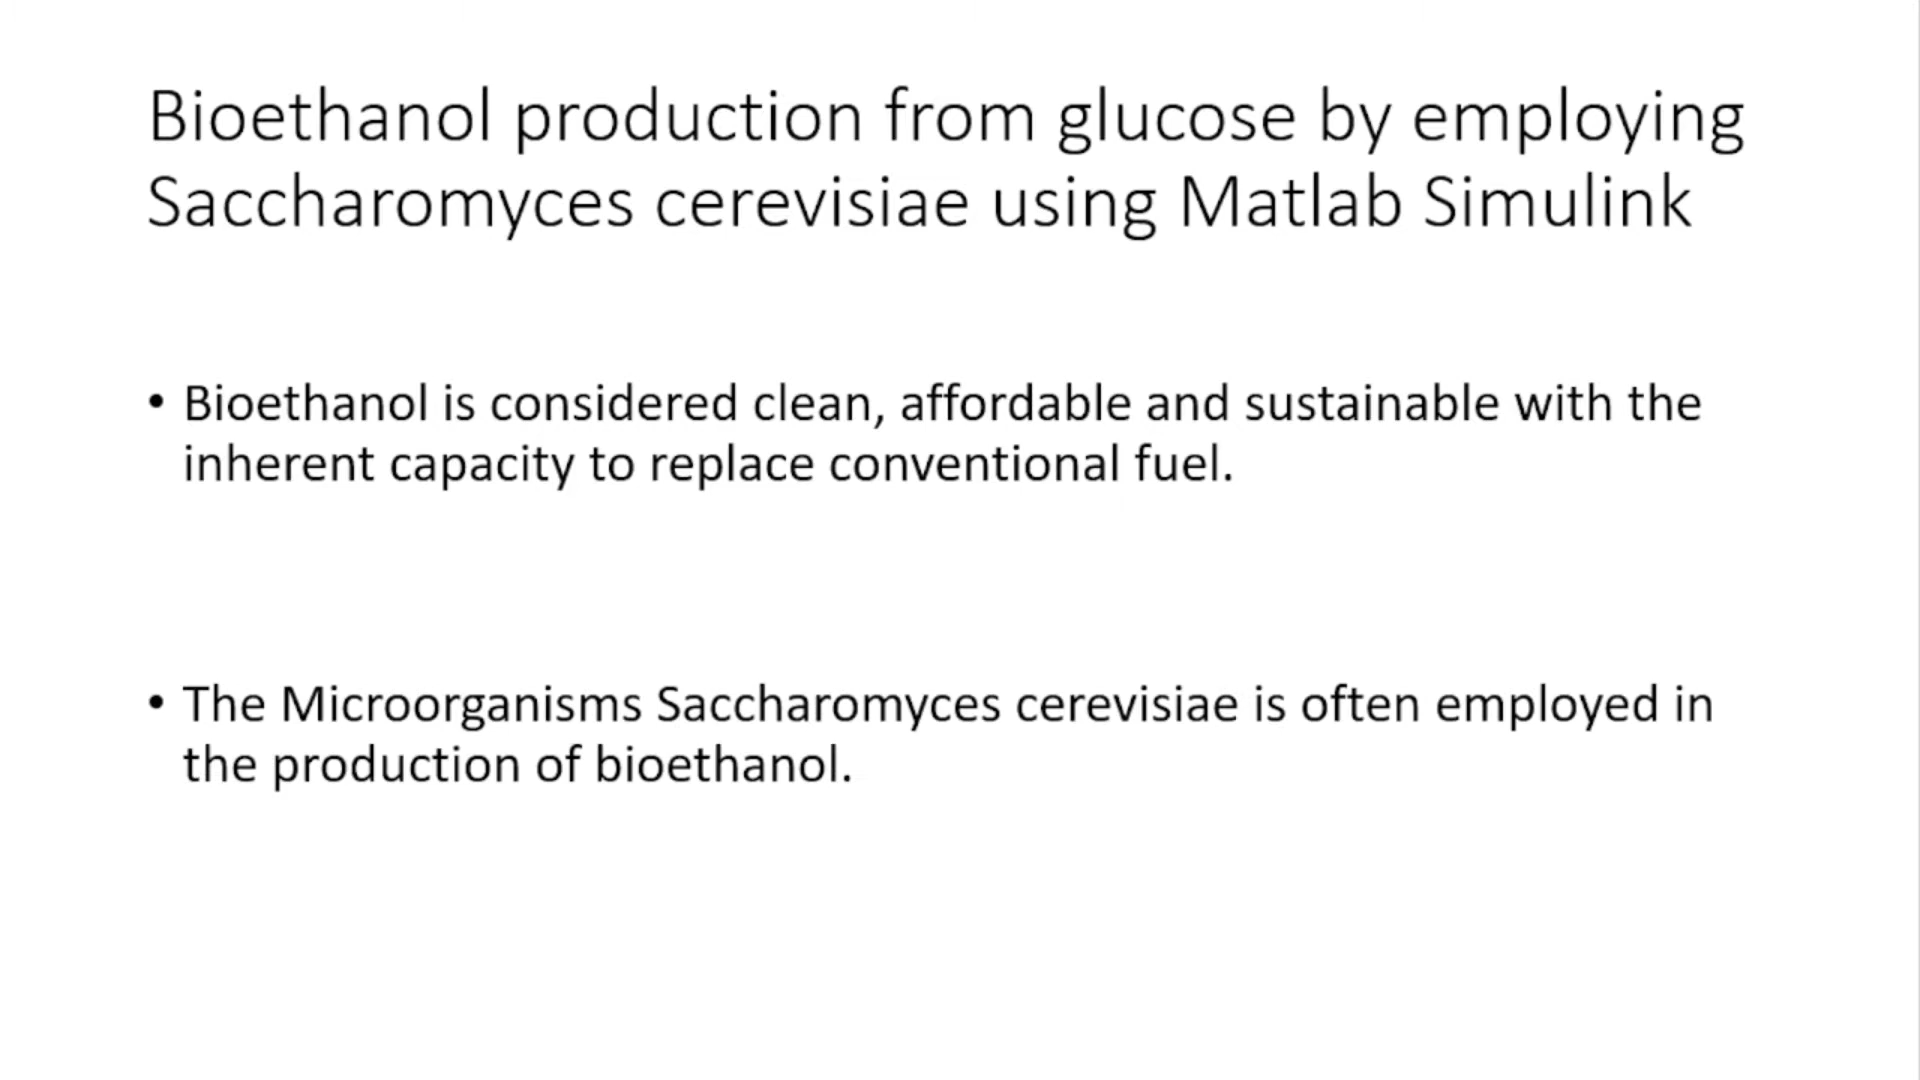 Bioethanol production from glucose by employing
Saccharomyces cerevisiae using Matlab Simulink
• Bioethanol is considered clean, affordable and sustainable with the
inherent capacity to replace conventional fuel.
• The Microorganisms Saccharomyces cerevisiae is often employed in
the production of bioethanol.